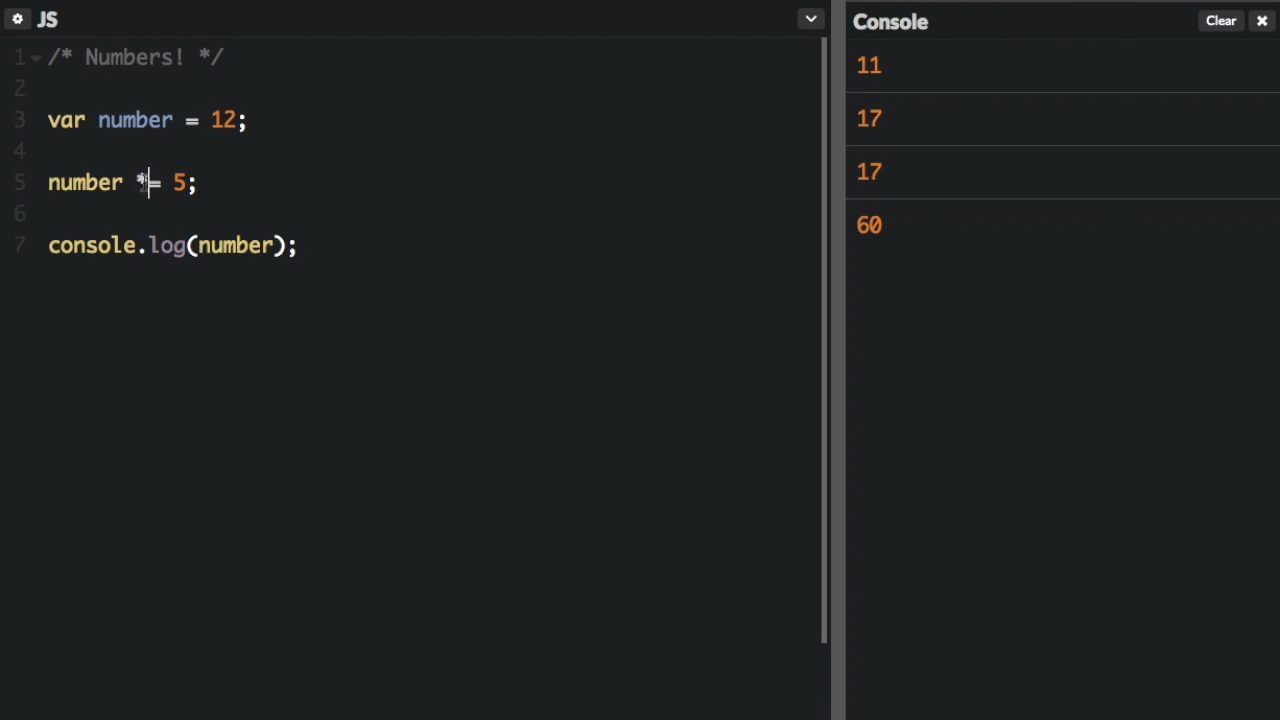 JS
1 /* Numbers! */
2
3 var number = 12;
4
5 number *= 5;
6
7 console.log(number);
Console
Clear
11
17
17
60